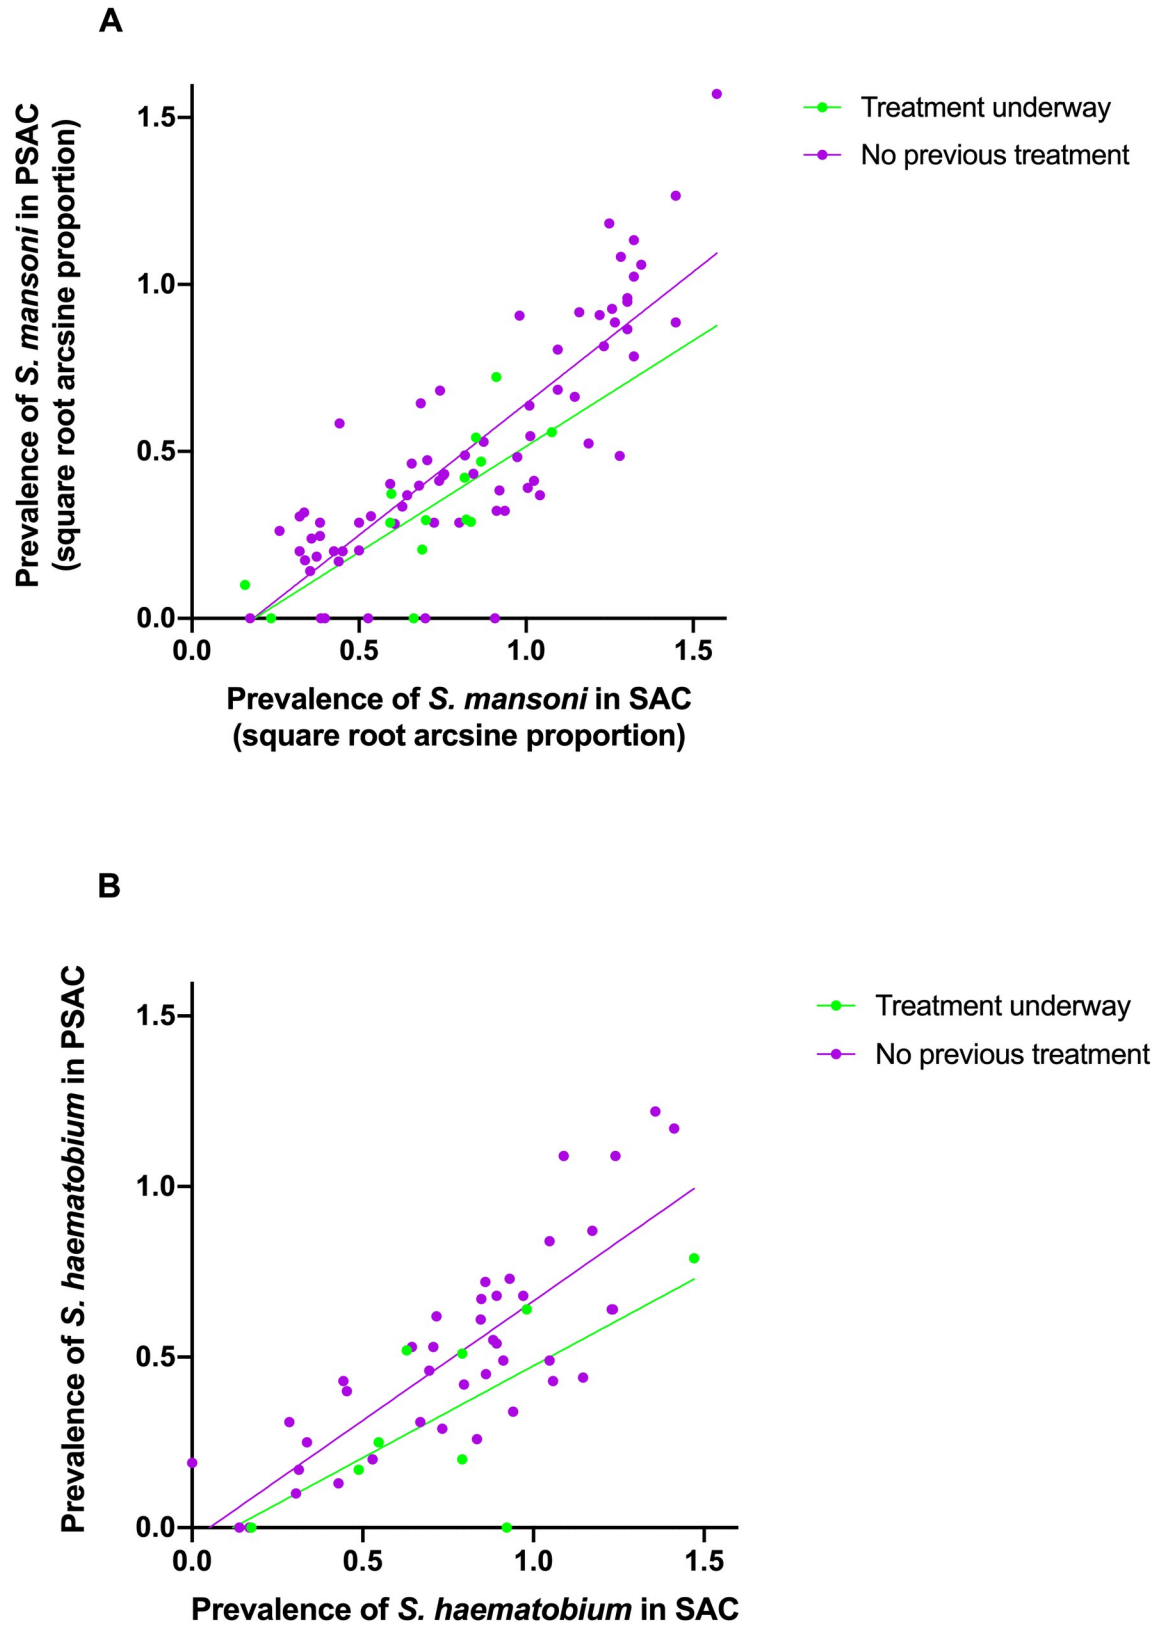 A
Prevalence of S. mansoni in PSAC
(square root arcsine proportion)
1.5
1.0
0.5
0.0
0.0 0.5 1.0 1.5
Prevalence of S. mansoni in SAC
(square root arcsine proportion)
Treatment underway
No previous treatment
B
Prevalence of S. haematobium in PSAC
1.5
1.0
0.5
0.0
0.0 0.5 1.0 1.5
Prevalence of S. haematobium in SAC
Treatment underway
No previous treatment